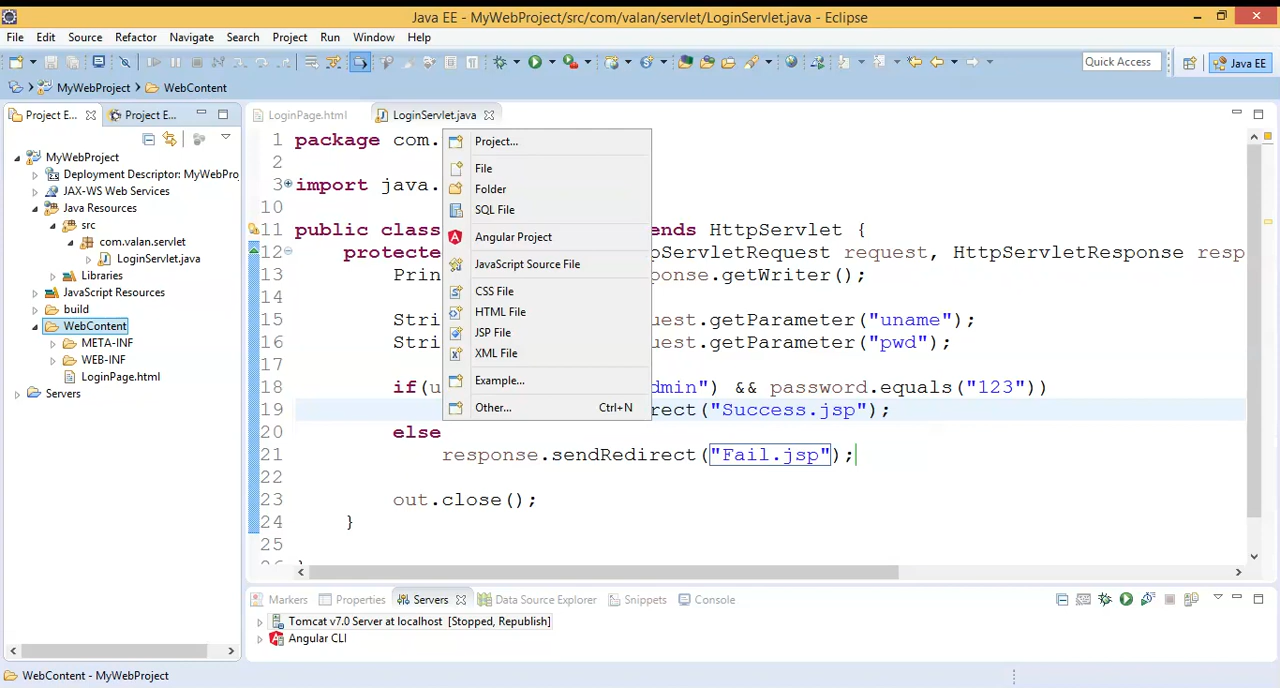 Java EE - MyWebProject/src/com/valan/servlet/LoginServlet.java - Eclipse
File Edit Source Refactor Navigate Search Project Run Window Help
Quick Access Java EE
MyWebProject WebContent
Project E... Project E... LoginPage.html LoginServlet.java
MyWebProject
Deployment Descriptor: MyWebPro
JAX-WS Web Services
Java Resources
src
com.valan.servlet
LoginServlet.java
Libraries
JavaScript Resources
build
WebContent
META-INF
WEB-INF
LoginPage.html
Servers
1 package com.
2
3 import java.
10
11 public class ends HttpServlet {
12 protecte pServletRequest request, HttpServletResponse resp
13 Prin ponse.getWriter();
14
15 Stri uest.getParameter("uname");
16 Stri uest.getParameter("pwd");
17
18 if(u dmin") && password.equals("123"))
19 rect("Success.jsp");
20 else
21 response.sendRedirect("Fail.jsp");
22
23 out.close();
24 }
25
Project...
File
Folder
SQL File
Angular Project
JavaScript Source File
CSS File
HTML File
JSP File
XML File
Example...
Other... Ctrl+N
Markers Properties Servers Data Source Explorer Snippets Console
Tomcat v7.0 Server at localhost [Stopped, Republish]
Angular CLI
WebContent - MyWebProject